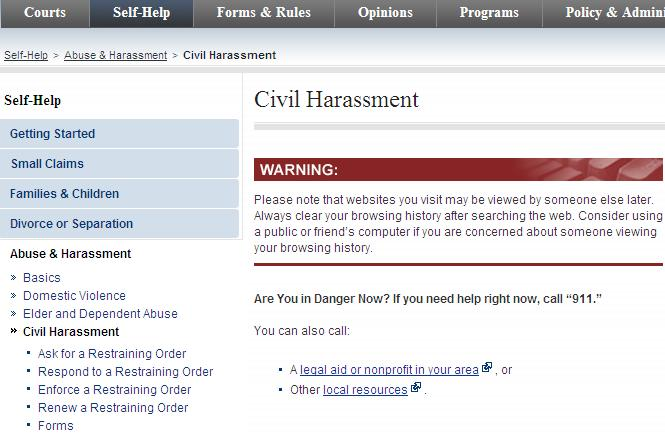 Courts Self-Help Forms & Rules Opinions Programs Policy & Admini
Self-Help > Abuse & Harassment > Civil Harassment
Self-Help
Getting Started
Small Claims
Families & Children
Divorce or Separation
Abuse & Harassment
» Basics
» Domestic Violence
» Elder and Dependent Abuse
» Civil Harassment
• Ask for a Restraining Order
• Respond to a Restraining Order
• Enforce a Restraining Order
• Renew a Restraining Order
• Forms
Civil Harassment
WARNING:
Please note that websites you visit may be viewed by someone else later.
Always clear your browsing history after searching the web. Consider using
a public or friend's computer if you are concerned about someone viewing
your browsing history.
Are You in Danger Now? If you need help right now, call “911.”
You can also call:
• A legal aid or nonprofit in your area , or
• Other local resources .